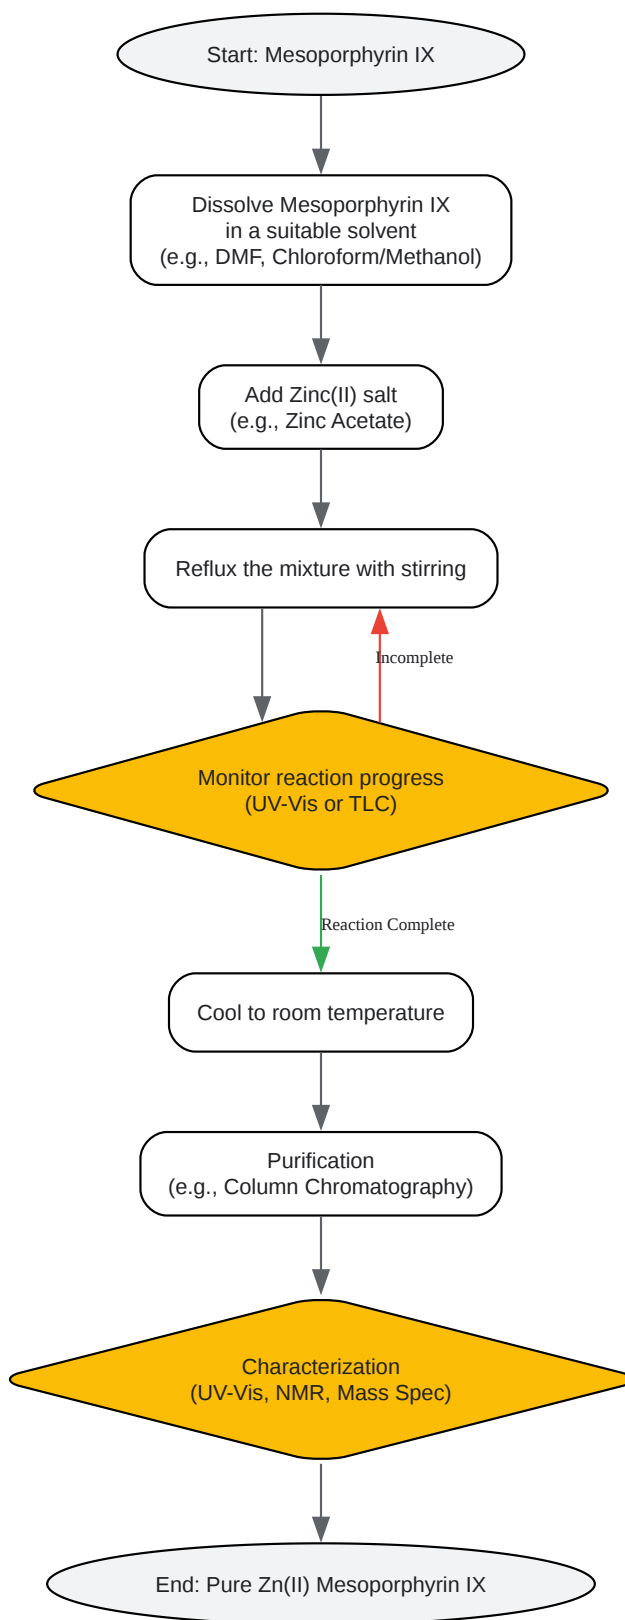 Start: Mesoporphyrin IX
Dissolve Mesoporphyrin IX
in a suitable solvent
(e.g., DMF, Chloroform/Methanol)
Add Zinc(II) salt
(e.g., Zinc Acetate)
Reflux the mixture with stirring
Incomplete
Monitor reaction progress
(UV-Vis or TLC)
Reaction Complete
Cool to room temperature
Purification
(e.g., Column Chromatography)
Characterization
(UV-Vis, NMR, Mass Spec)
End: Pure Zn(II) Mesoporphyrin IX